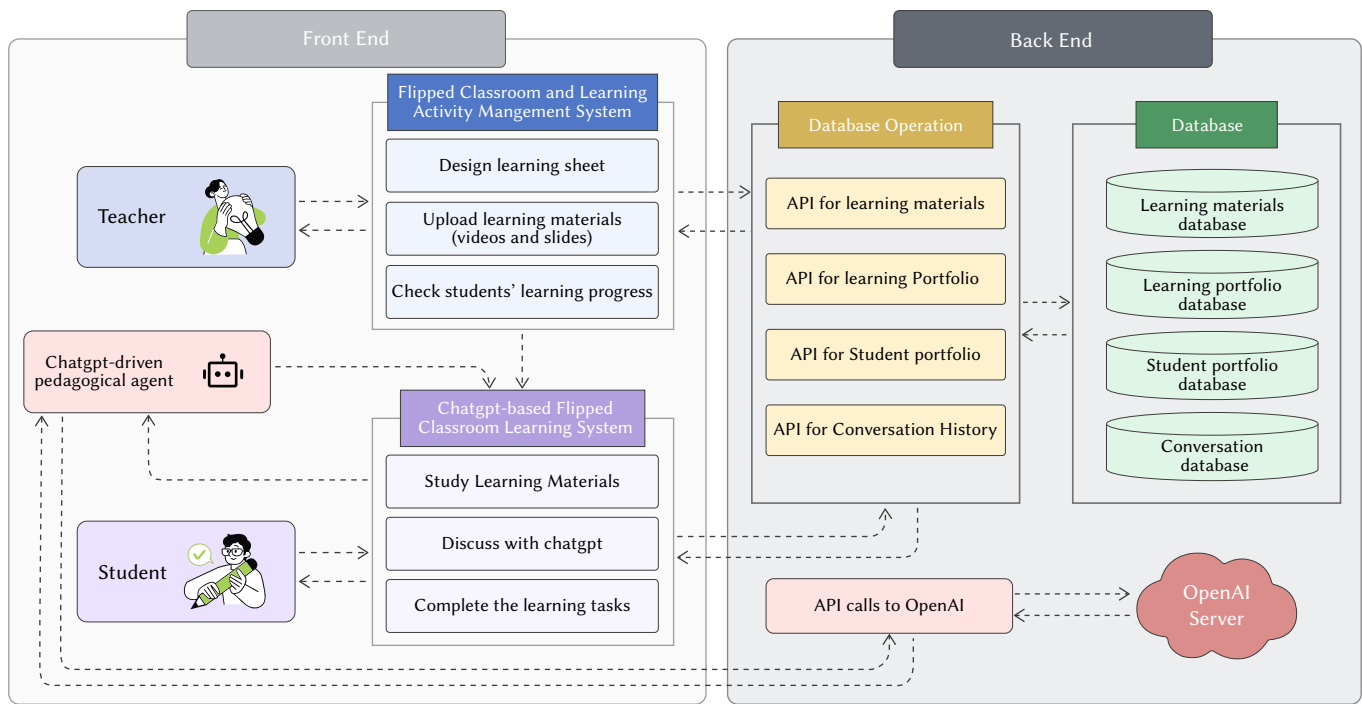 Front End
Flipped Classroom and Learning
Activity Mangement System
Design learning sheet
Upload learning materials
(videos and slides)
Check students’ learning progress
Teacher
Chatgpt-driven
pedagogical agent
Chatgpt-based Flipped
Classroom Learning System
Study Learning Materials
Discuss with chatgpt
Complete the learning tasks
Student
Back End
Database Operation
API for learning materials
API for learning Portfolio
API for Student portfolio
API for Conversation History
Database
Learning materials
database
Learning portfolio
database
Student portfolio
database
Conversation
database
API calls to OpenAI
OpenAI
Server